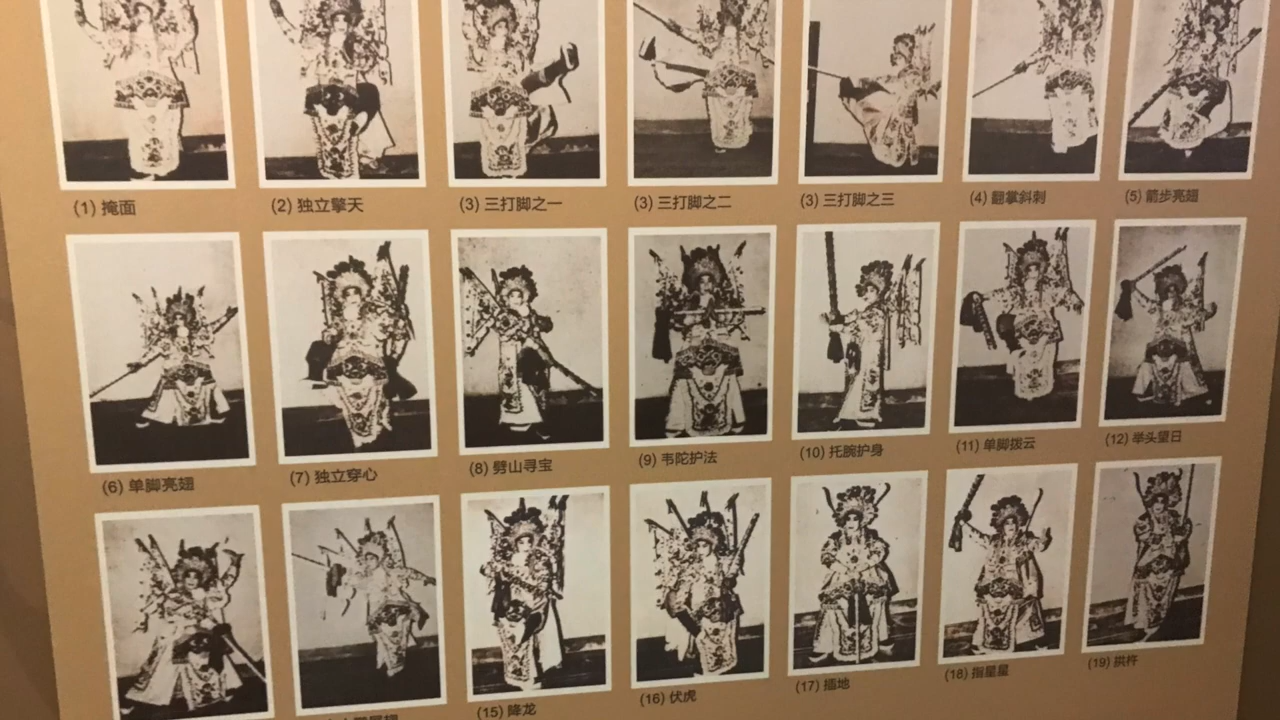 (1) 掩面
(2) 独立擎天
(3) 三打脚之一
(3) 三打脚之二
(3) 三打脚之三
(4) 翻掌斜刺
(5) 箭步亮翅
(6) 单脚亮翅
(7) 独立穿心
(8) 劈山寻宝
(9) 韦陀护法
(10) 托腕护身
(11) 单脚拨云
(12) 举头望日
(15) 降龙
(16) 伏虎
(17) 插地
(18) 指星星
(19) 拱杵